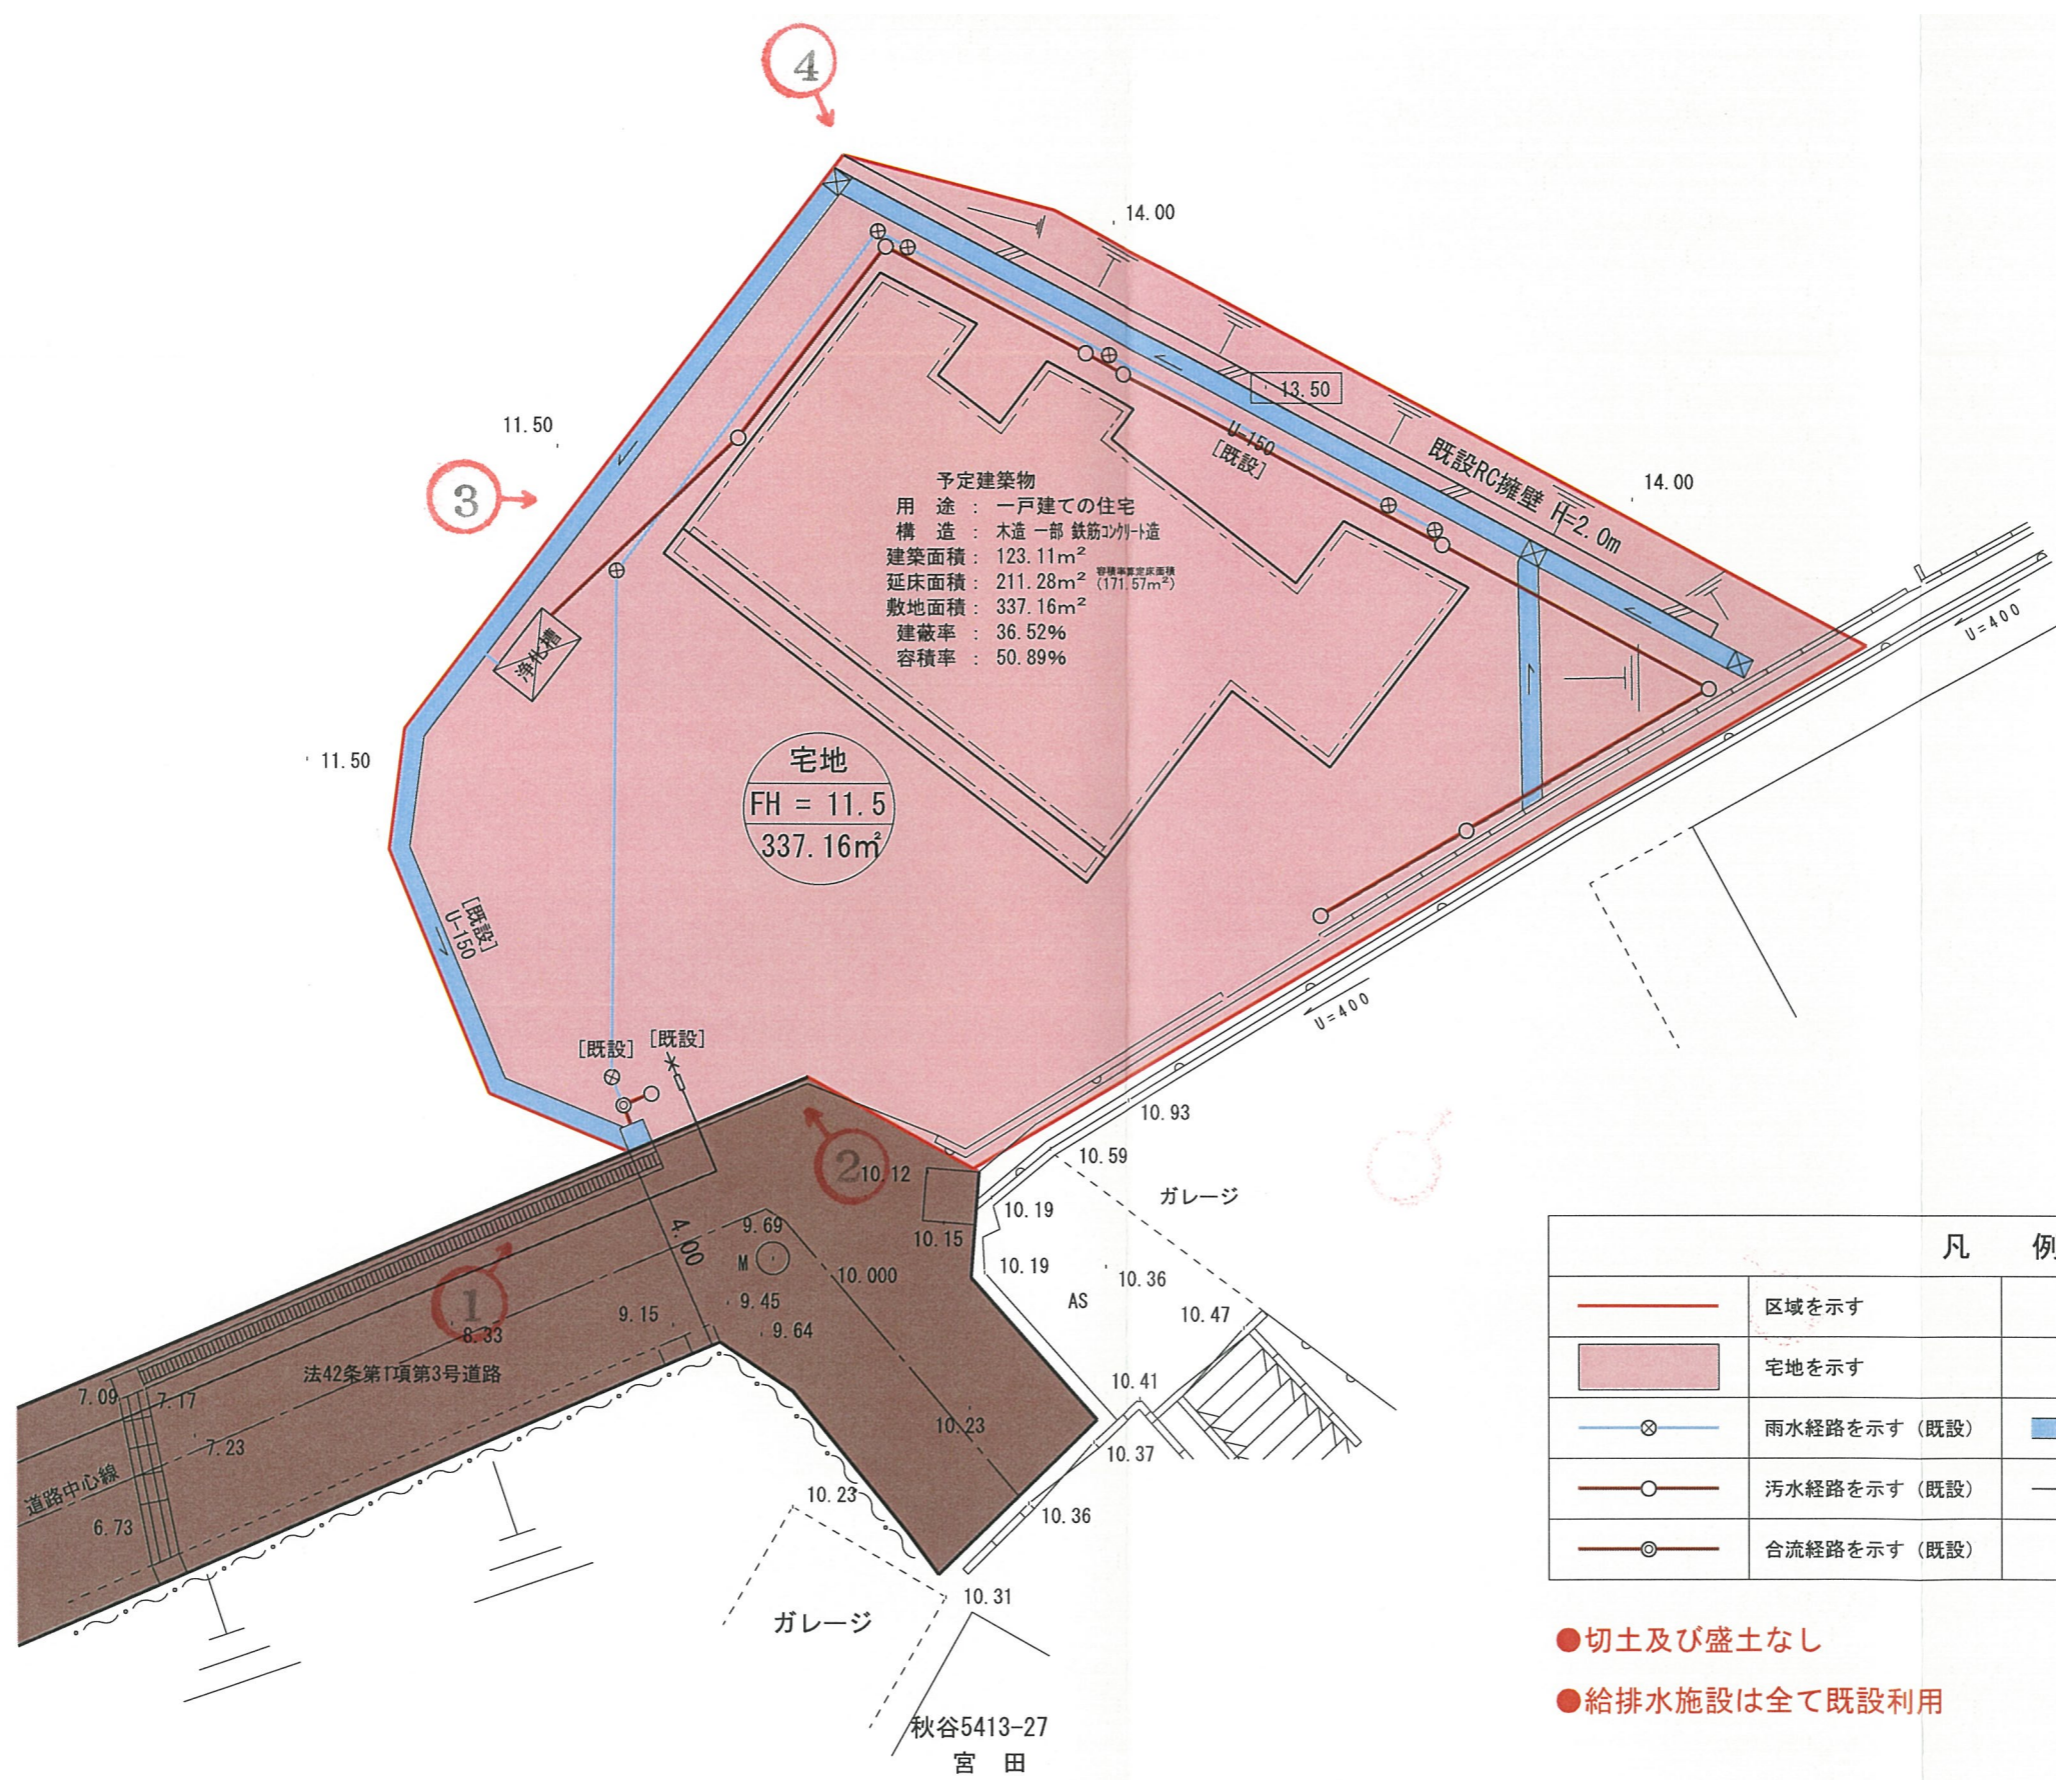 4
14.00
13.50
11.50
3
U-150
[既設]
既設RC擁壁 H=2.0m
14.00
予定建築物
用 途 : 一戸建ての住宅
構 造 : 木造 一部 鉄筋コンクリート造
建築面積 : 123.11m²
延床面積 : 211.28m² 容積率算定床面積
(171.57m²)
敷地面積 : 337.16m²
建蔽率 : 36.52%
容積率 : 50.89%
浄化槽
U=400
11.50
宅地
FH = 11.5
337.16㎡
[既設]
U-150
[既設]
[既設]
U=400
10.93
10.59
2
10.12
ガレージ
10.19
10.15
9.69
M
10.000
4.00
10.19
10.36
AS
10.47
1
9.45
9.15
9.64
8.33
法42条第1項第3号道路
7.09
7.17
7.23
道路中心線
6.73
10.41
10.23
10.37
10.23
10.36
10.31
ガレージ
秋谷5413-27
宮 田
凡 例
区域を示す
宅地を示す
雨水経路を示す(既設)
汚水経路を示す(既設)
合流経路を示す(既設)
●切土及び盛土なし
●給排水施設は全て既設利用